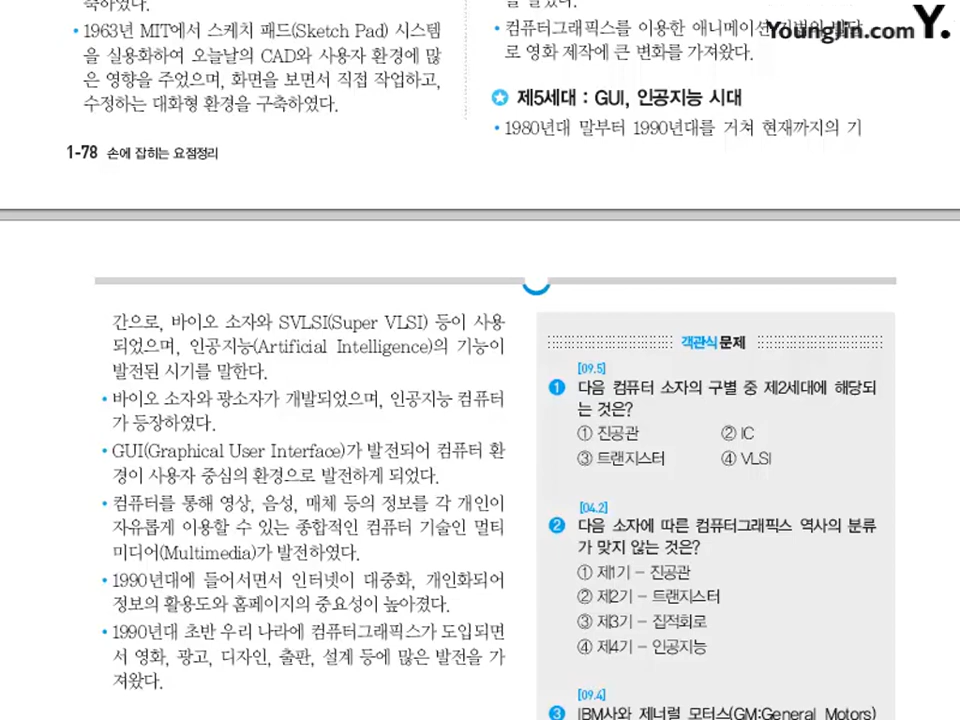 • 1963년 MIT에서 스케치 패드(Sketch Pad) 시스템
을 실용화하여 오늘날의 CAD와 사용자 환경에 많
은 영향을 주었으며, 화면을 보면서 직접 작업하고,
수정하는 대화형 환경을 구축하였다.
1-78 손에 잡히는 요점정리
• 컴퓨터그래픽스를 이용한 애니메이션
로 영화 제작에 큰 변화를 가져왔다.
제5세대 : GUI, 인공지능 시대
• 1980년대 말부터 1990년대를 거쳐 현재까지의 기
Youngjin.com Y.
간으로, 바이오 소자와 SVLSI(Super VLSI) 등이 사용
되었으며, 인공지능(Artificial Intelligence)의 기능이
발전된 시기를 말한다.
• 바이오 소자와 광소자가 개발되었으며, 인공지능 컴퓨터
가 등장하였다.
• GUI(Graphical User Interface)가 발전되어 컴퓨터 환
경이 사용자 중심의 환경으로 발전하게 되었다.
• 컴퓨터를 통해 영상, 음성, 매체 등의 정보를 각 개인이
자유롭게 이용할 수 있는 종합적인 컴퓨터 기술인 멀티
미디어(Multimedia)가 발전하였다.
• 1990년대에 들어서면서 인터넷이 대중화, 개인화되어
정보의 활용도와 홈페이지의 중요성이 높아졌다.
• 1990년대 초반 우리 나라에 컴퓨터그래픽스가 도입되면
서 영화, 광고, 디자인, 출판, 설계 등에 많은 발전을 가
져왔다.
객관식 문제
[09.5]
1 다음 컴퓨터 소자의 구별 중 제2세대에 해당되
는 것은?
① 진공관 ② IC
③ 트랜지스터 ④ VLSI
[04.2]
2 다음 소자에 따른 컴퓨터그래픽스 역사의 분류
가 맞지 않는 것은?
① 제1기 - 진공관
② 제2기 - 트랜지스터
③ 제3기 - 집적회로
④ 제4기 - 인공지능
[09.4]
3 IBM사와 제너럴 모터스(GM:General Motors)